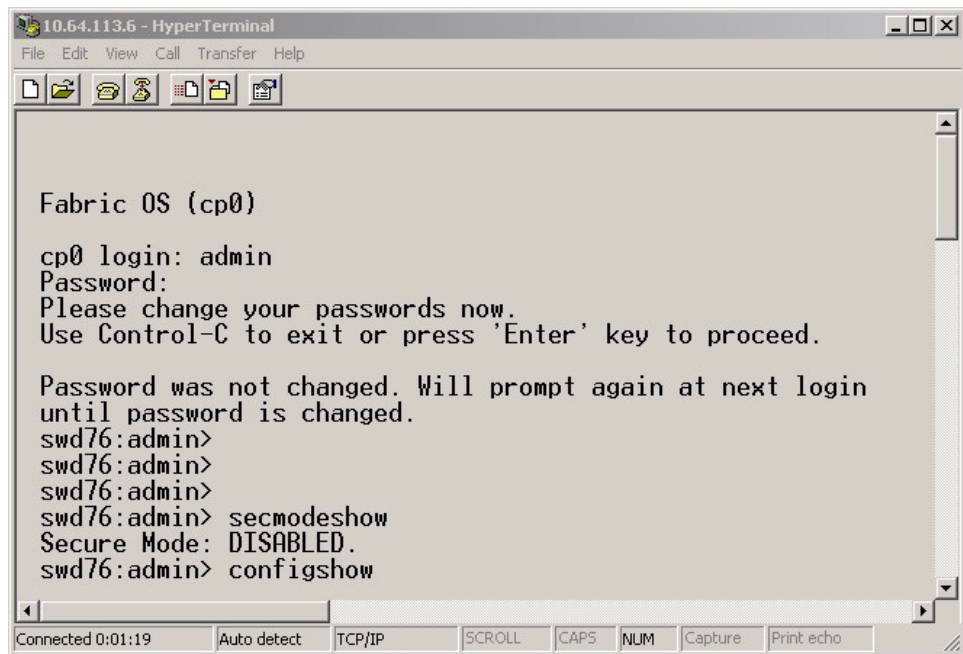 10.64.113.6 - HyperTerminal
File Edit View Call Transfer Help
Fabric OS (cp0)
cp0 login: admin
Password:
Please change your passwords now.
Use Control-C to exit or press 'Enter' key to proceed.
Password was not changed. Will prompt again at next login
until password is changed.
swd76:admin>
swd76:admin>
swd76:admin>
swd76:admin> secmodeshow
Secure Mode: DISABLED.
swd76:admin> configshow
Connected 0:01:19 Auto detect TCP/IP SCROLL CAPS NUM Capture Print echo